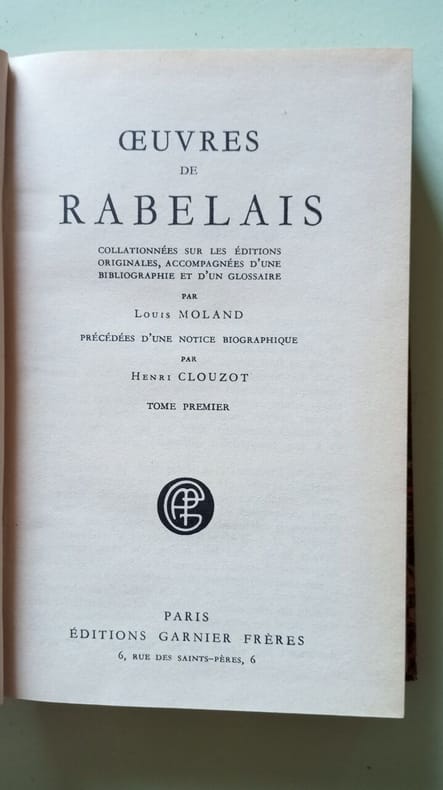 ŒUVRES
DE
RABELAIS
COLLATIONNÉES SUR LES ÉDITIONS
ORIGINALES, ACCOMPAGNÉES D'UNE
BIBLIOGRAPHIE ET D'UN GLOSSAIRE
PAR
LOUIS MOLAND
PRÉCÉDÉES D'UNE NOTICE BIOGRAPHIQUE
PAR
HENRI CLOUZOT
TOME PREMIER
PARIS
ÉDITIONS GARNIER FRÈRES
6, RUE DES SAINTS-PÈRES, 6